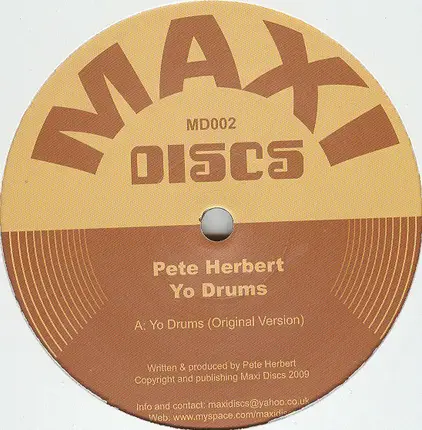 MAXI
MD002
DISCS
Pete Herbert
Yo Drums
A: Yo Drums (Original Version)
Written & produced by Pete Herbert
Copyright and publishing Maxi Discs 2009
info and contact: maxidiscs@yahoo.co.uk
Web: www.myspace.com/maxidis